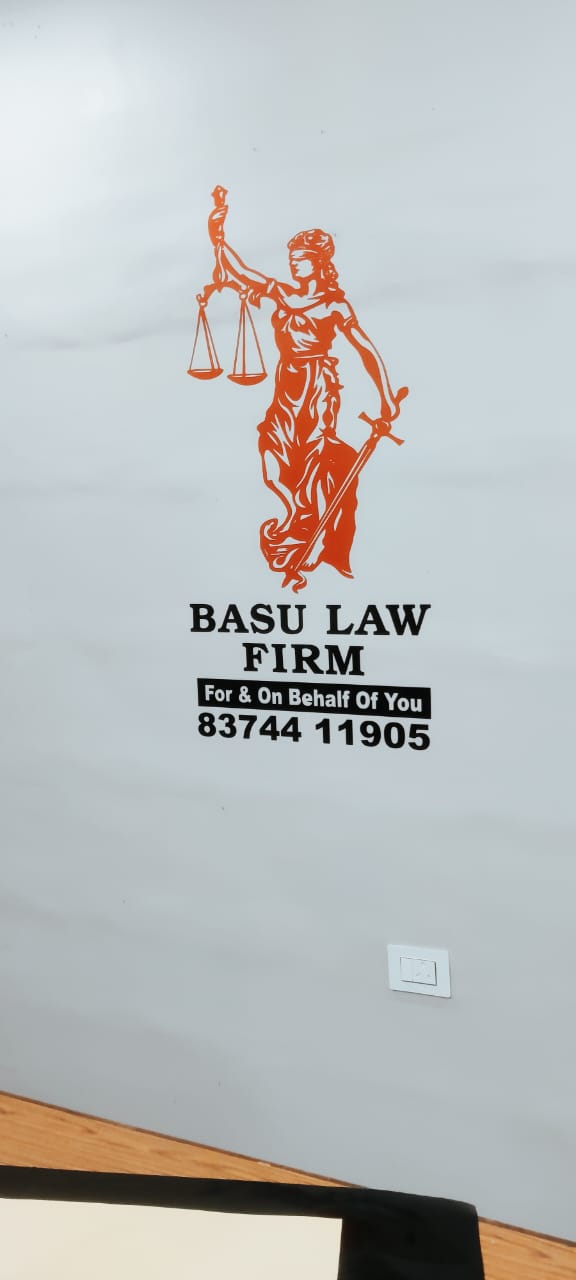 BASU LAW
FIRM
For & On Behalf Of You
83744 11905